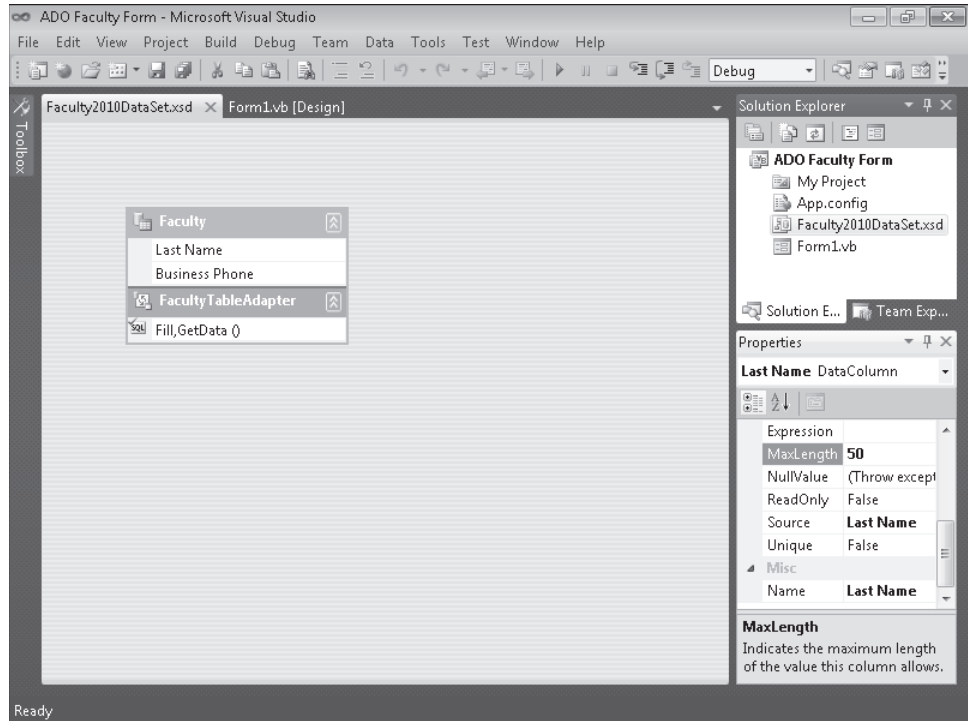 ADO Faculty Form - Microsoft Visual Studio
File Edit View Project Build Debug Team Data Tools Test Window Help
Debug
Toolbox
Faculty2010DataSet.xsd Form1.vb [Design]
Faculty
Last Name
Business Phone
FacultyTableAdapter
SQL
Fill,GetData ()
Solution Explorer
ADO Faculty Form
My Project
App.config
Faculty2010DataSet.xsd
Form1.vb
Solution E... Team Exp...
Properties
Last Name DataColumn
Expression
MaxLength 50
NullValue (Throw except
ReadOnly False
Source Last Name
Unique False
Misc
Name Last Name
MaxLength
Indicates the maximum length
of the value this column allows.
Ready